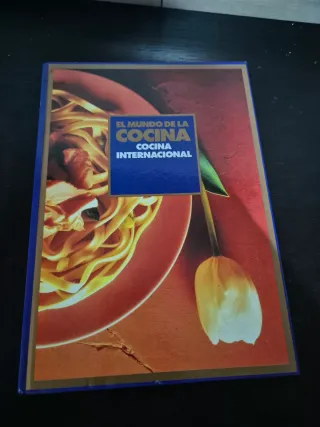 EL MUNDO DE LA
COCINA
COCINA
INTERNACIONAL